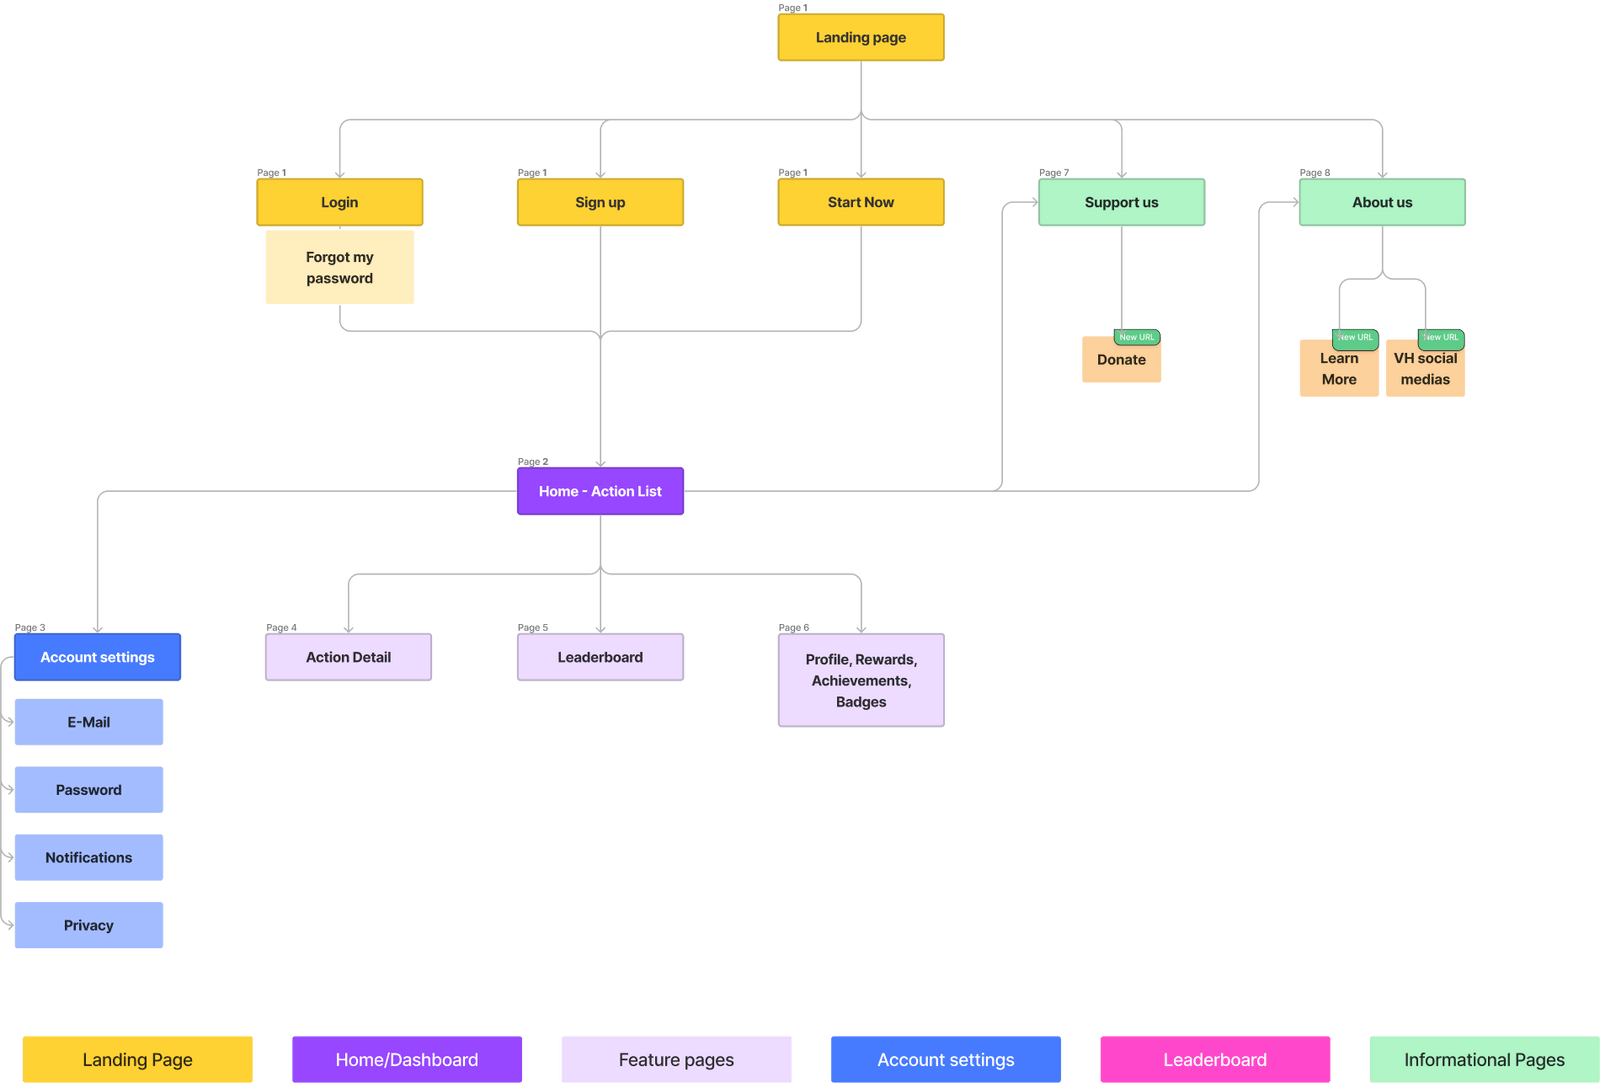 Page 1
Landing page
Page 1
Login
Page 1
Sign up
Page 1
Start Now
Page 7
Support us
Page 8
About us
Forgot my
password
New URL
Donate
New URL
Learn
More
New URL
VH social
medias
Page 2
Home - Action List
Page 3
Account settings
Page 4
Action Detail
Page 5
Leaderboard
Page 6
Profile, Rewards,
Achievements,
Badges
E-Mail
Password
Notifications
Privacy
Landing Page
Home/Dashboard
Feature pages
Account settings
Leaderboard
Informational Pages